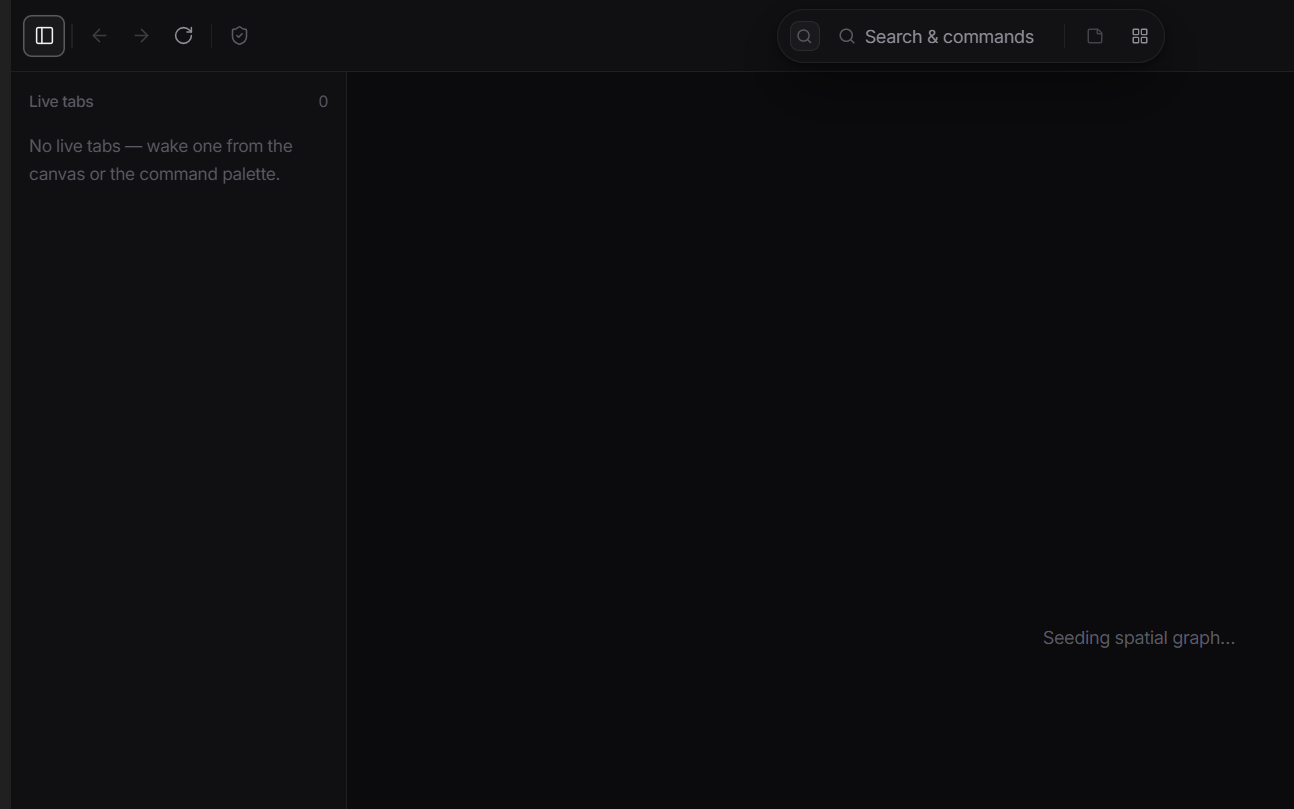 Search & commands
Live tabs 0
No live tabs — wake one from the
canvas or the command palette.
Seeding spatial graph...